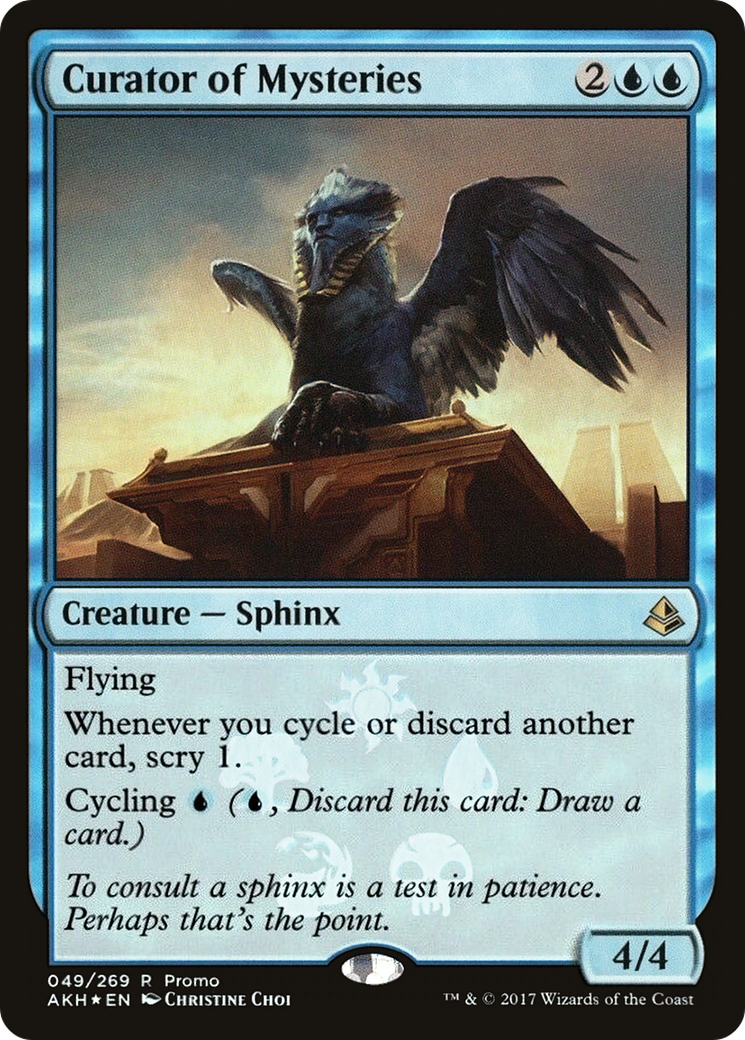 Curator of Mysteries 2
Creature — Sphinx
Flying
Whenever you cycle or discard another
card, scry 1.
Cycling (, Discard this card: Draw a
card.)
To consult a sphinx is a test in patience.
Perhaps that's the point.
4/4
049/269 R Promo
AKH★EN Christine Choi
™ & © 2017 Wizards of the Coast